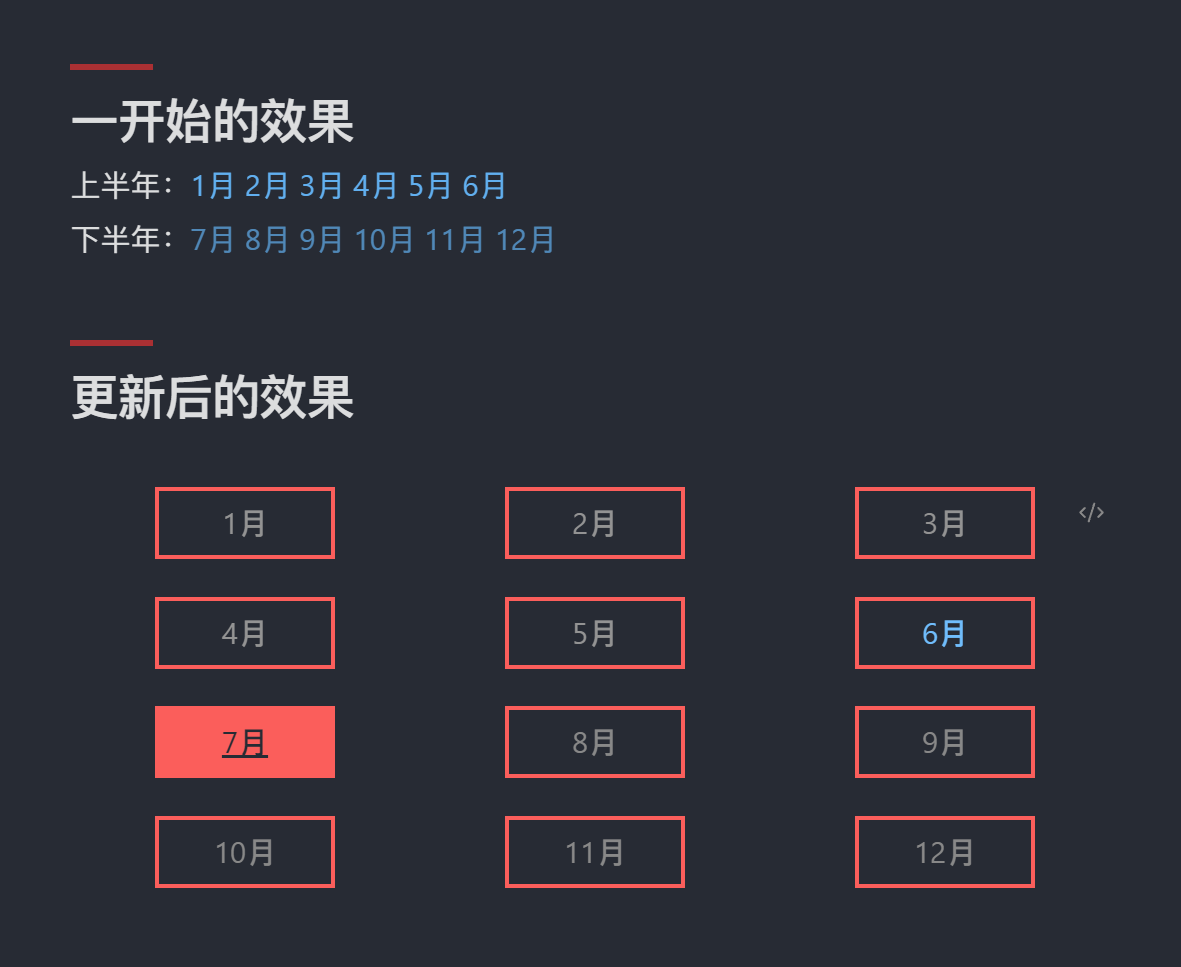 一开始的效果
上半年：1月 2月 3月 4月 5月 6月
下半年：7月 8月 9月 10月 11月 12月
更新后的效果
1月 2月 3月 </>
4月 5月 6月
7月 8月 9月
10月 11月 12月